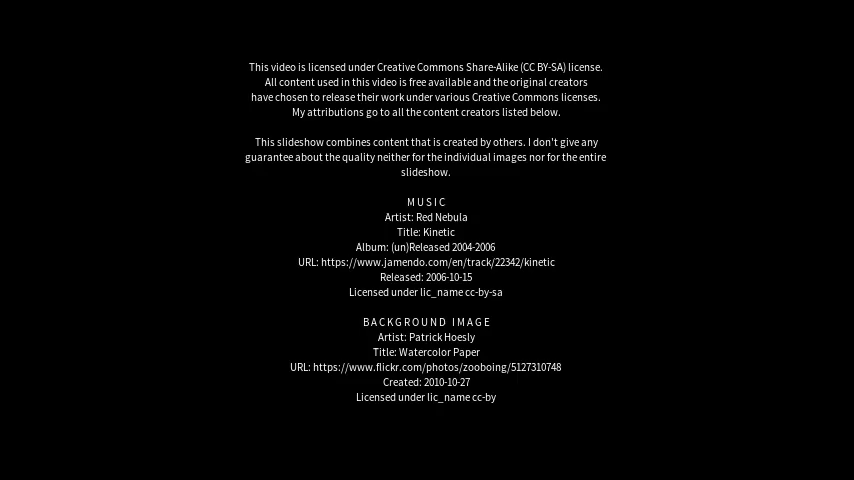 This video is licensed under Creative Commons Share-Alike (CC BY-SA) license.
All content used in this video is free available and the original creators
have chosen to release their work under various Creative Commons licenses.
My attributions go to all the content creators listed below.
This slideshow combines content that is created by others. I don't give any
guarantee about the quality neither for the individual images nor for the entire
slideshow.
MUSIC
Artist: Red Nebula
Title: Kinetic
Album: (un)Released 2004-2006
URL: https://www.jamendo.com/en/track/22342/kinetic
Released: 2006-10-15
Licensed under lic_name cc-by-sa
BACKGROUND IMAGE
Artist: Patrick Hoesly
Title: Watercolor Paper
URL: https://www.flickr.com/photos/zooboing/5127310748
Created: 2010-10-27
Licensed under lic_name cc-by